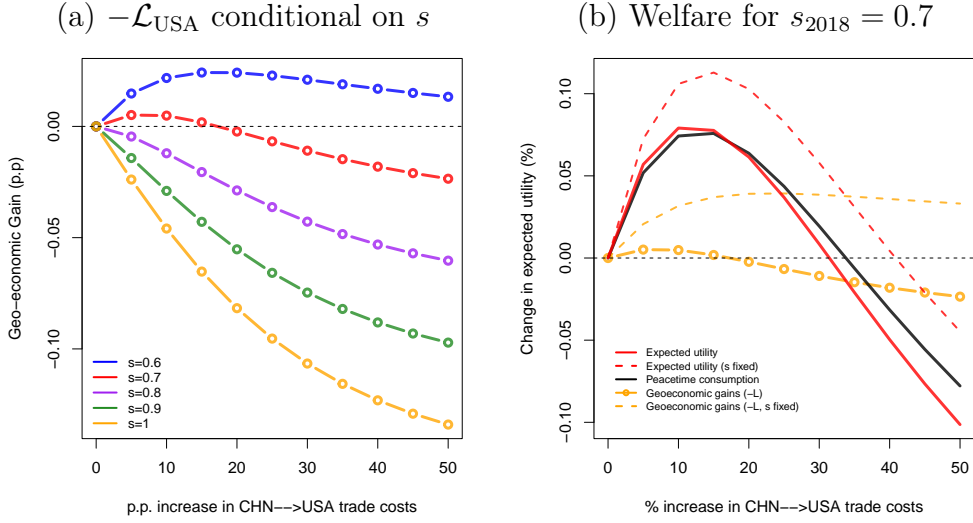 (a) −ℒ_USA conditional on s
Geo−economic Gain (p.p)
0.00
−0.05
−0.10
s=0.6
s=0.7
s=0.8
s=0.9
s=1
0 10 20 30 40 50
p.p. increase in CHN−−>USA trade costs
(b) Welfare for s_2018 = 0.7
Change in expected utility (%)
0.10
0.05
0.00
−0.05
−0.10
Expected utility
Expected utility (s fixed)
Peacetime consumption
Geoeconomic gains (−L)
Geoeconomic gains (−L, s fixed)
0 10 20 30 40 50
% increase in CHN−−>USA trade costs